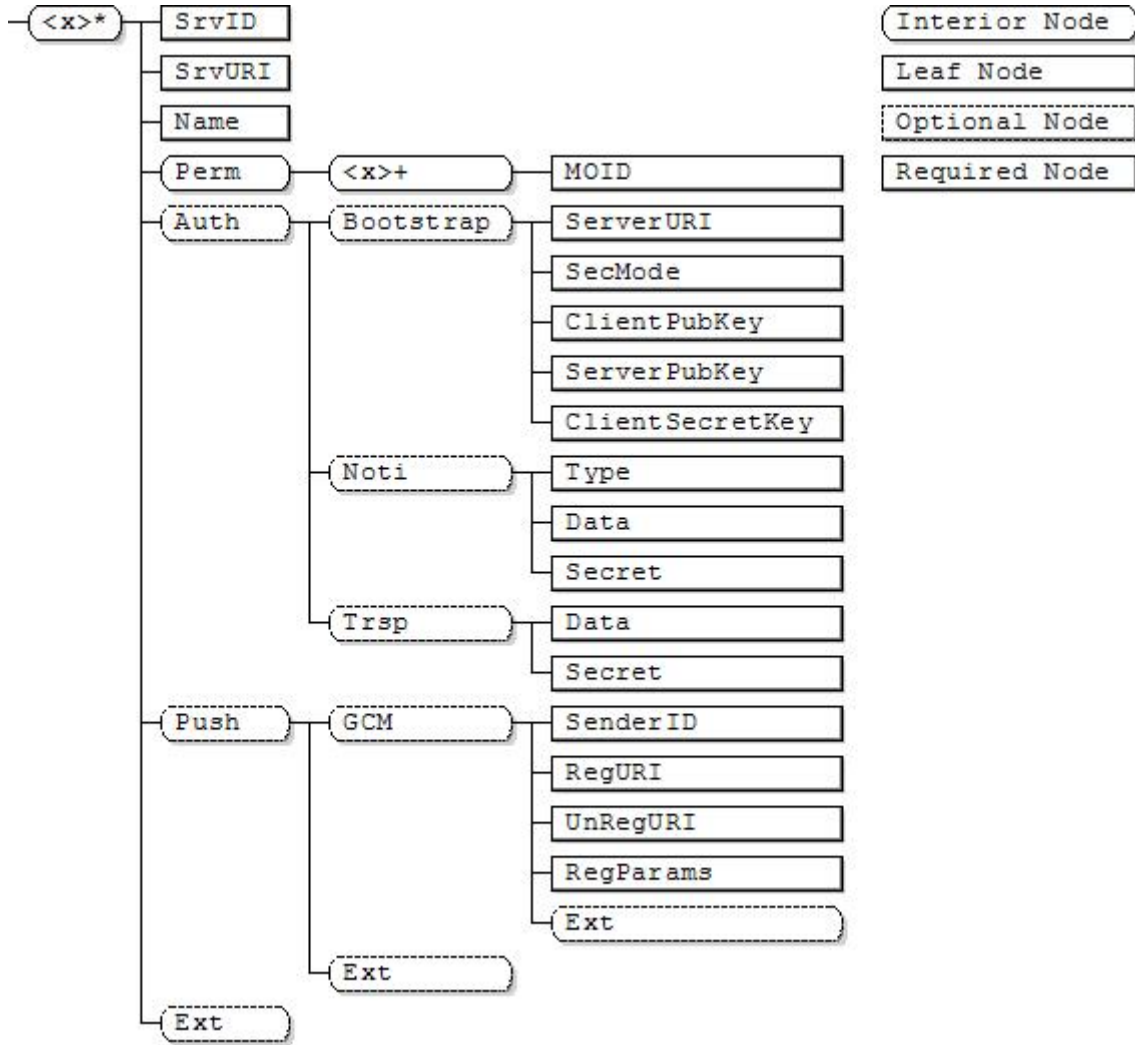 <x>* SrvID Interior Node
SrvURI Leaf Node
Name Optional Node
Perm <x>+ MOID Required Node
Auth Bootstrap ServerURI
SecMode
ClientPubKey
ServerPubKey
ClientSecretKey
Noti Type
Data
Secret
Trsp Data
Secret
Push GCM SenderID
RegURI
UnRegURI
RegParams
Ext
Ext
Ext